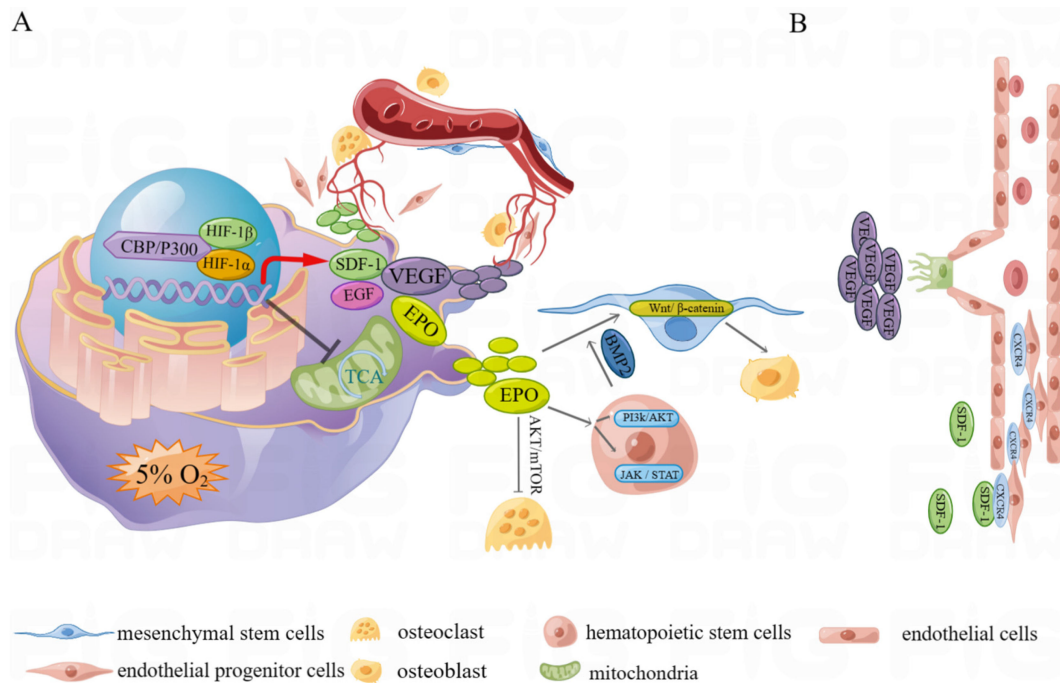 A
B
HIF-1β
CBP/P300
HIF-1α
SDF-1
VEGF
EGF
EPO
TCA
5% O₂
EPO
AKT/mTOR
Wnt/ β-catenin
BMP2
PI3k/AKT
JAK / STAT
VEGF
VEGF
VEGF
VEGF
VEGF
VEGF
CXCR4
CXCR4
CXCR4
CXCR4
SDF-1
SDF-1
SDF-1
mesenchymal stem cells
osteoclast
hematopoietic stem cells
endothelial cells
endothelial progenitor cells
osteoblast
mitochondria
FIG
DRAW